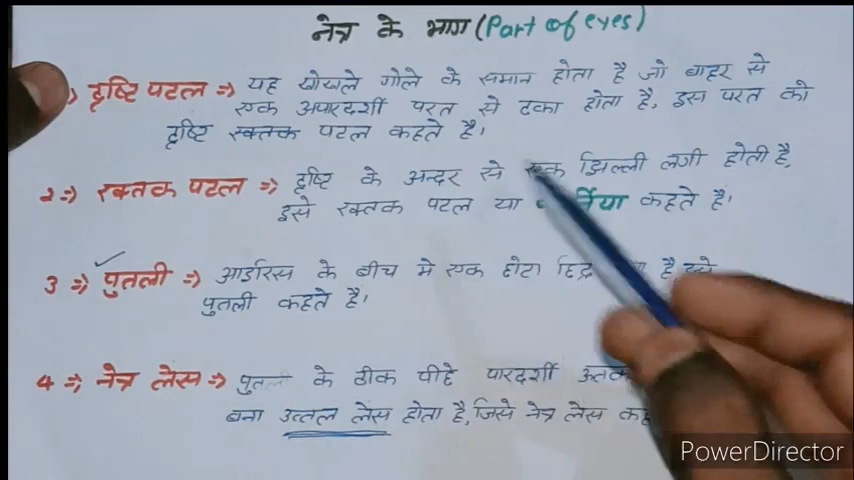 नेत्र के भाग (Part of eyes)
दृष्टि पटल ⇒ यह खोखले गोले के समान होता है जो बाहर से
एक अपारदर्शी परत से ढका होता है, इस परत को
दृष्टि रक्तक पटल कहते है।
2 ⇒ रक्तक पटल ⇒ दृष्टि के अन्दर से एक झिल्ली लगी होती है,
इसे रक्तक पटल या कहते है।
3 ⇒ पुतली ⇒ आईरिस के बीच मे एक छोटा छिद्र है, इसे
पुतली कहते है।
4 ⇒ नेत्र लेंस ⇒ पुतली के ठीक पीछे पारदर्शी
बना उत्तल लेंस होता है, जिसे नेत्र लेंस
PowerDirector